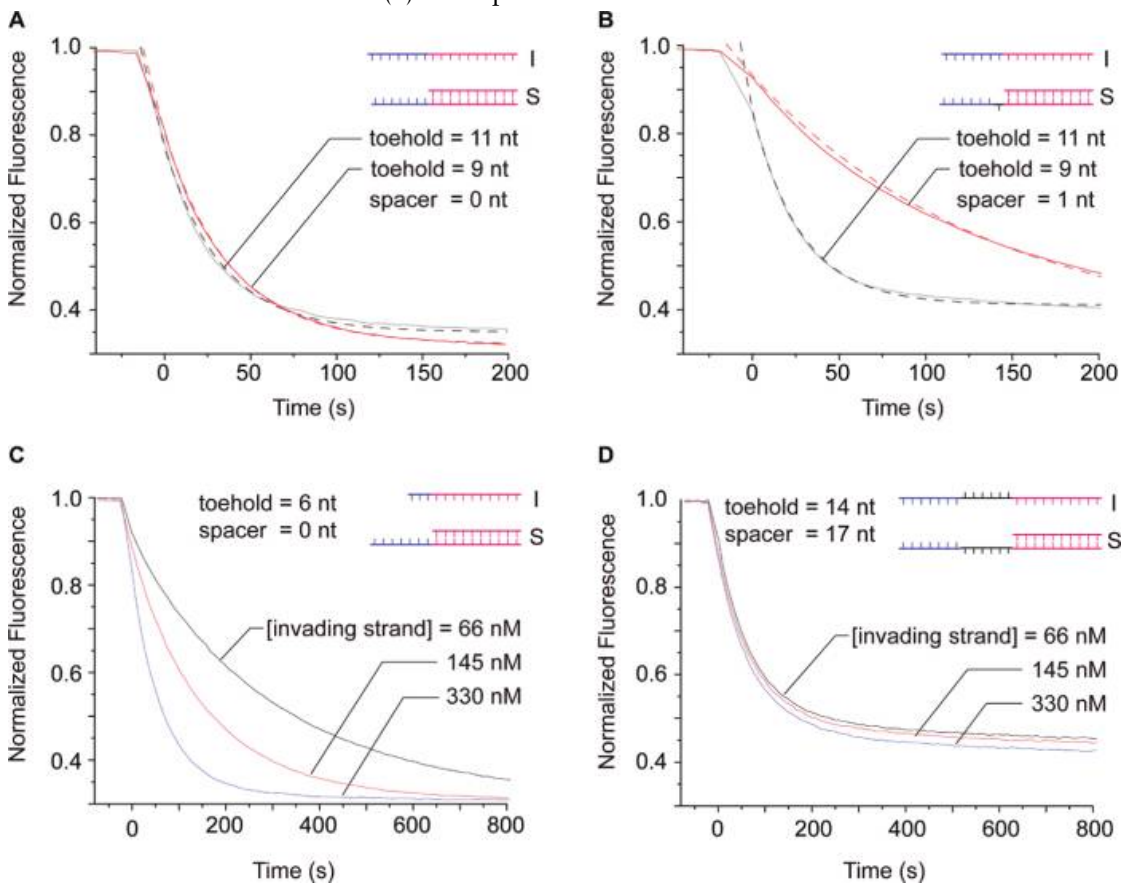 A
Normalized Fluorescence
1.0
0.8
0.6
0.4
0
50
100
150
200
Time (s)
I
S
toehold = 11 nt
toehold = 9 nt
spacer = 0 nt
B
Normalized Fluorescence
1.0
0.8
0.6
0.4
0
50
100
150
200
Time (s)
I
S
toehold = 11 nt
toehold = 9 nt
spacer = 1 nt
C
Normalized Fluorescence
1.0
0.8
0.6
0.4
0
200
400
600
800
Time (s)
toehold = 6 nt
spacer = 0 nt
I
S
[invading strand] = 66 nM
145 nM
330 nM
D
Normalized Fluorescence
1.0
0.8
0.6
0.4
0
200
400
600
800
Time (s)
toehold = 14 nt
spacer = 17 nt
I
S
[invading strand] = 66 nM
145 nM
330 nM